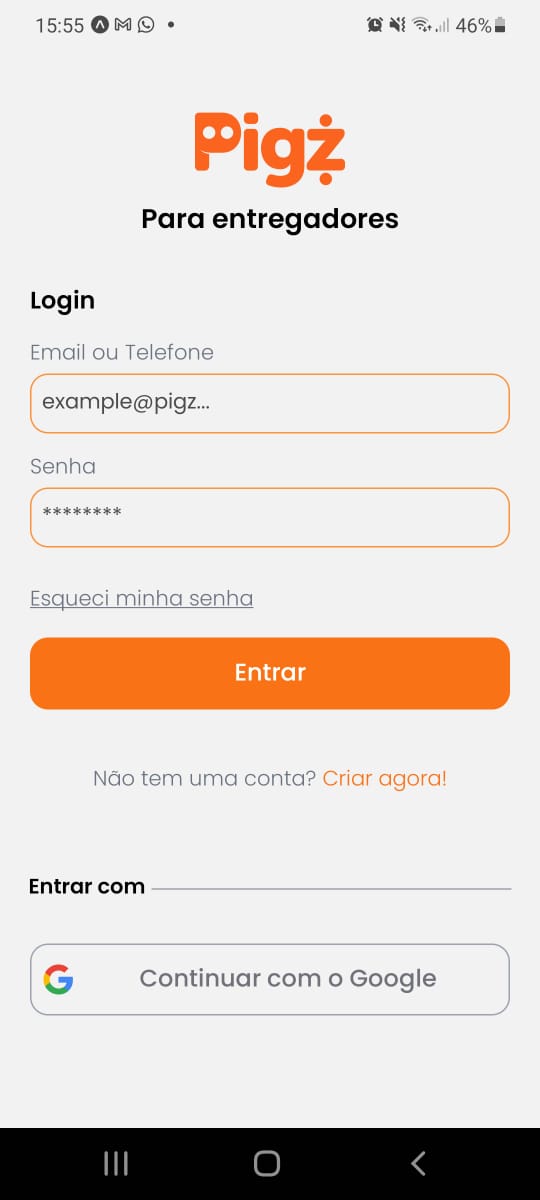 15:55
46%
Pigz
Para entregadores
Login
Email ou Telefone
example@pigz...
Senha
********
Esqueci minha senha
Entrar
Não tem uma conta? Criar agora!
Entrar com
Continuar com o Google